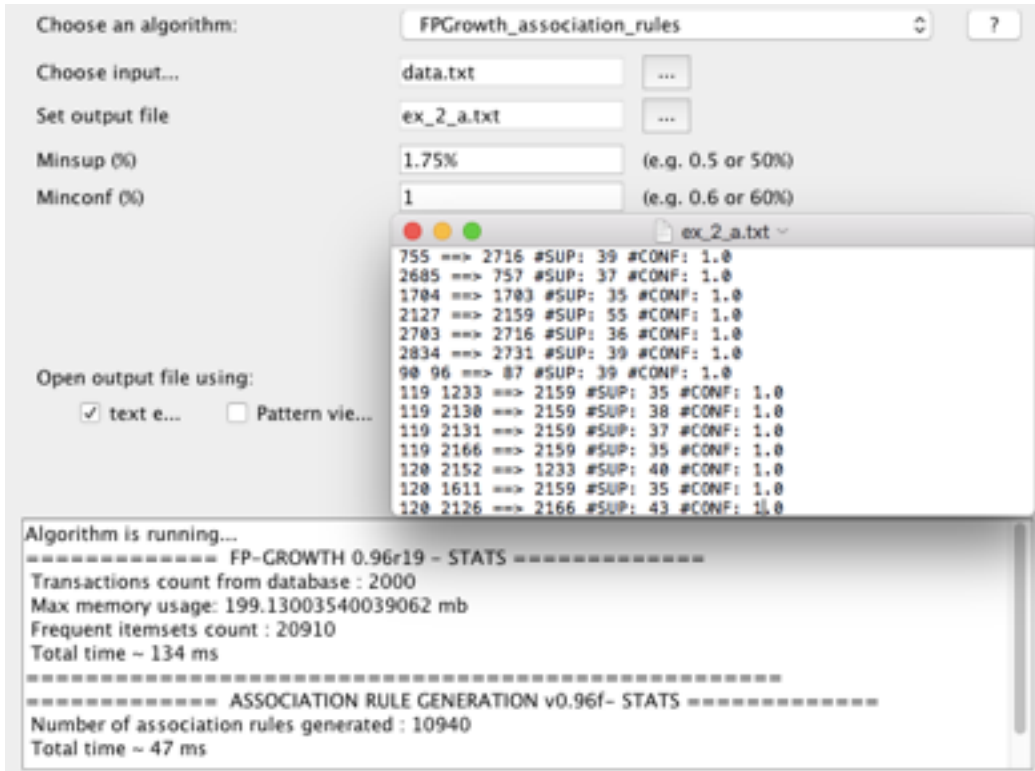 Choose an algorithm: FPGrowth_association_rules ?
Choose input... data.txt ...
Set output file ex_2_a.txt ...
Minsup (%) 1.75% (e.g. 0.5 or 50%)
Minconf (%) 1 (e.g. 0.6 or 60%)
ex_2_a.txt
755 ==> 2716 #SUP: 39 #CONF: 1.0
2685 ==> 757 #SUP: 37 #CONF: 1.0
1704 ==> 1703 #SUP: 35 #CONF: 1.0
2127 ==> 2159 #SUP: 55 #CONF: 1.0
2703 ==> 2716 #SUP: 36 #CONF: 1.0
2834 ==> 2731 #SUP: 39 #CONF: 1.0
90 96 ==> 87 #SUP: 39 #CONF: 1.0
119 1233 ==> 2159 #SUP: 35 #CONF: 1.0
119 2130 ==> 2159 #SUP: 38 #CONF: 1.0
119 2131 ==> 2159 #SUP: 37 #CONF: 1.0
119 2166 ==> 2159 #SUP: 35 #CONF: 1.0
120 2152 ==> 1233 #SUP: 40 #CONF: 1.0
120 1611 ==> 2159 #SUP: 35 #CONF: 1.0
120 2126 ==> 2166 #SUP: 43 #CONF: 1.0
Open output file using:
text e... Pattern vie...
Algorithm is running...
============= FP-GROWTH 0.96r19 - STATS =============
Transactions count from database : 2000
Max memory usage: 199.13003540039062 mb
Frequent itemsets count : 20910
Total time ~ 134 ms
===================================================
============= ASSOCIATION RULE GENERATION v0.96f- STATS =============
Number of association rules generated : 10940
Total time ~ 47 ms